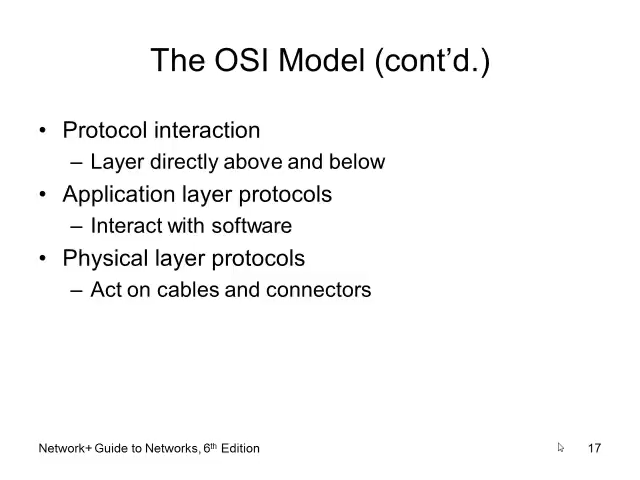 The OSI Model (cont’d.)
• Protocol interaction
– Layer directly above and below
• Application layer protocols
– Interact with software
• Physical layer protocols
– Act on cables and connectors
Network+ Guide to Networks, 6th Edition
17